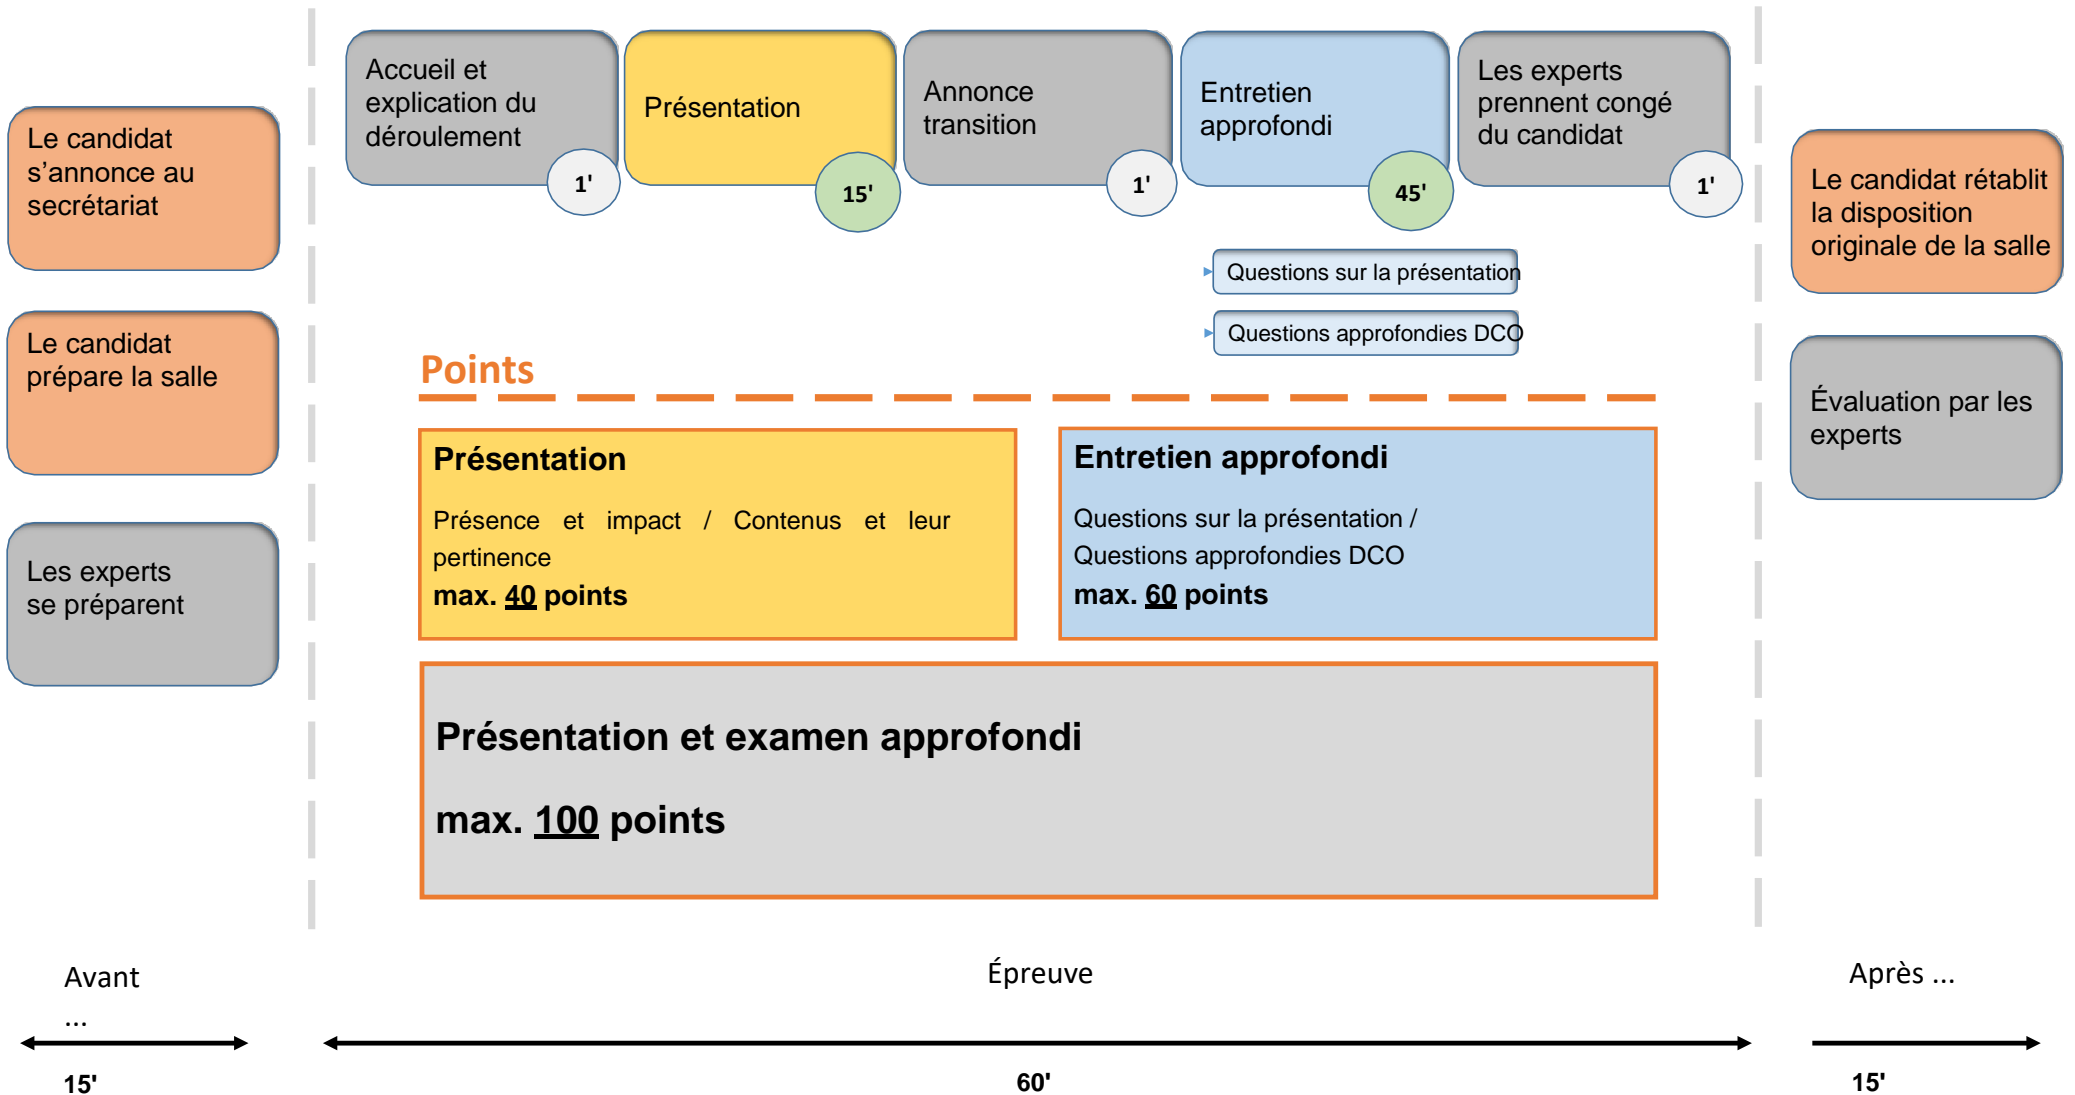 Le candidat
s’annonce au
secrétariat
Le candidat
prépare la salle
Les experts
se préparent
Accueil et
explication du
déroulement
1'
Présentation
15'
Annonce
transition
1'
Entretien
approfondi
45'
Les experts
prennent congé
du candidat
1'
Questions sur la présentation
Questions approfondies DCO
Points
Présentation
Présence et impact / Contenus et leur
pertinence
max. 40 points
Entretien approfondi
Questions sur la présentation /
Questions approfondies DCO
max. 60 points
Présentation et examen approfondi
max. 100 points
Le candidat rétablit
la disposition
originale de la salle
Évaluation par les
experts
Avant
...
15'
Épreuve
60'
Après ...
15'